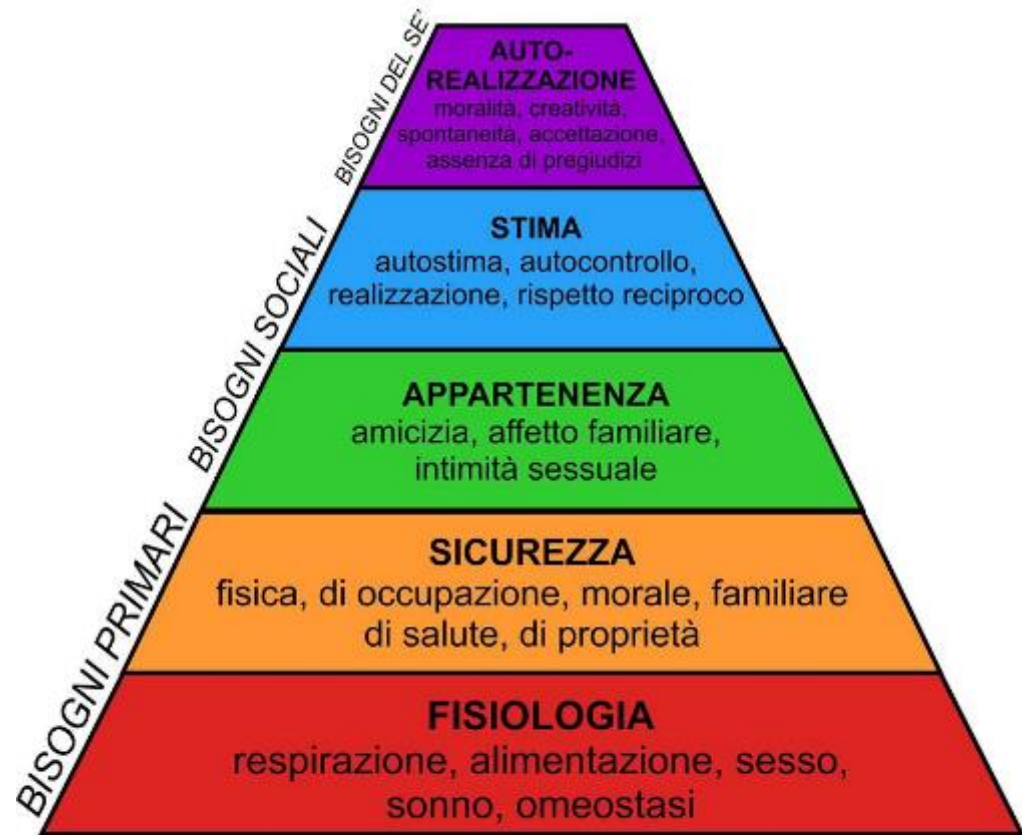 BISOGNI DEL SE'
AUTO-
REALIZZAZIONE
moralità, creatività,
spontaneità, accettazione,
assenza di pregiudizi
BISOGNI SOCIALI
STIMA
autostima, autocontrollo,
realizzazione, rispetto reciproco
APPARTENENZA
amicizia, affetto familiare,
intimità sessuale
BISOGNI PRIMARI
SICUREZZA
fisica, di occupazione, morale, familiare
di salute, di proprietà
FISIOLOGIA
respirazione, alimentazione, sesso,
sonno, omeostasi